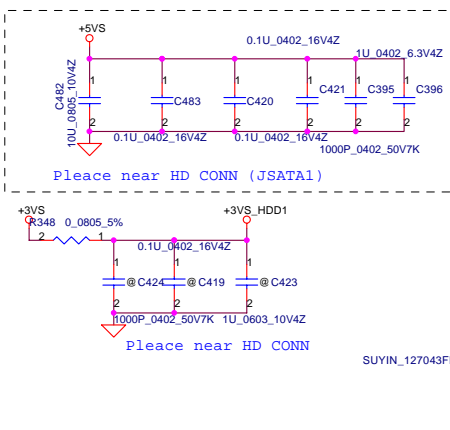 +5VS
0.1U_0402_16V4Z
1U_0402_6.3V4Z
C482
10U_0805_10V4Z
1
1
1
1
1
1
C483
C420
C421
C395
C396
2
2
2
2
2
2
0.1U_0402_16V4Z
0.1U_0402_16V4Z
1000P_0402_50V7K
Pleace near HD CONN (JSATA1)
+3VS
+3VS_HDD1
R348
0_0805_5%
2
1
0.1U_0402_16V4Z
1
1
1
@ C424
@ C419
@ C423
2
2
2
1000P_0402_50V7K
1U_0603_10V4Z
Pleace near HD CONN
SUYIN_127043F